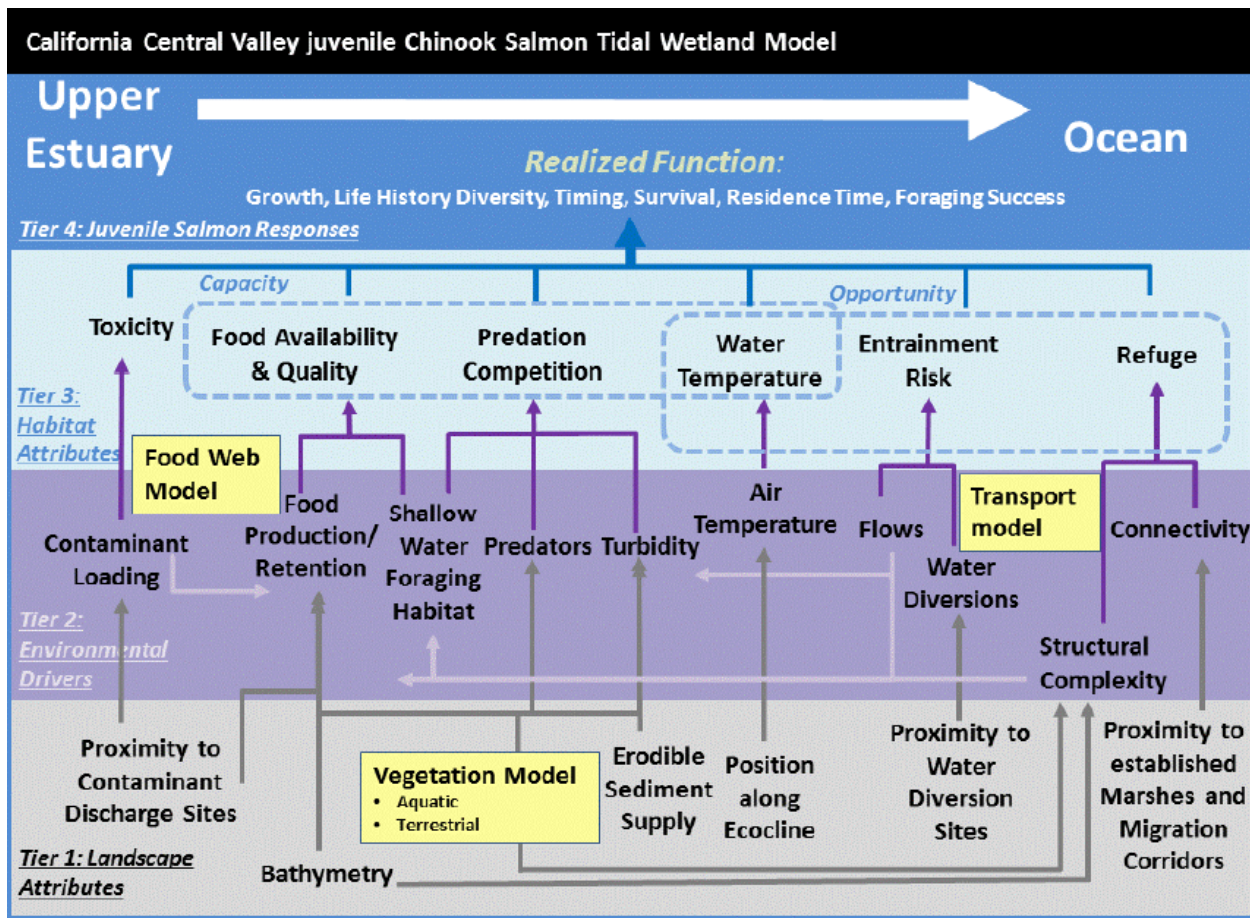 California Central Valley juvenile Chinook Salmon Tidal Wetland Model
Upper
Estuary
Ocean
Realized Function:
Growth, Life History Diversity, Timing, Survival, Residence Time, Foraging Success
Tier 4: Juvenile Salmon Responses
Capacity
Opportunity
Toxicity
Food Availability
& Quality
Predation
Competition
Water
Temperature
Entrainment
Risk
Refuge
Tier 3:
Habitat
Attributes
Food Web
Model
Transport
model
Contaminant
Loading
Food
Production/
Retention
Shallow
Water
Foraging
Habitat
Predators
Turbidity
Air
Temperature
Flows
Water
Diversions
Connectivity
Structural
Complexity
Tier 2:
Environmental
Drivers
Proximity to
Contaminant
Discharge Sites
Vegetation Model
• Aquatic
• Terrestrial
Erodible
Sediment
Supply
Position
along
Ecocline
Proximity to
Water
Diversion
Sites
Proximity to
established
Marshes and
Migration
Corridors
Bathymetry
Tier 1: Landscape
Attributes